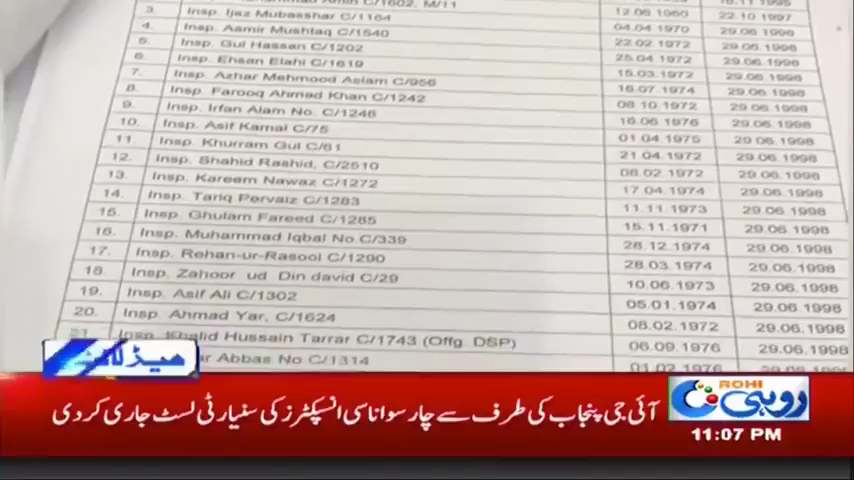 C/1602, M/11
3. Insp. Ijaz Mubasshar C/1164 12.06.1960 22.10.1997
4. Insp. Aamir Mushtaq C/1540 04.04.1970 29.06.1998
5. Insp. Gul Hassan C/1202 22.02.1972 29.06.1998
6. Insp. Ehsan Elahi C/1619 25.04.1972 29.06.1998
7. Insp. Azhar Mehmood Aslam C/956 15.03.1972 29.06.1998
8. Insp. Farooq Ahmad Khan C/1242 16.07.1974 29.06.1998
9. Insp. Irfan Alam No. C/1246 08.10.1972 29.06.1998
10. Insp. Asif Kamal C/75 16.06.1976 29.06.1998
11. Insp. Khurram Gul C/61 01.04.1975 29.06.1998
12. Insp. Shahid Rashid, C/2510 21.04.1972 29.06.1998
13. Insp. Kareem Nawaz C/1272 08.02.1972 29.06.1998
14. Insp. Tariq Pervaiz C/1283 17.04.1974 29.06.1998
15. Insp. Ghulam Fareed C/1285 11.11.1973 29.06.1998
16. Insp. Muhammad Iqbal No.C/339 15.11.1971 29.06.1998
17. Insp. Rehan-ur-Rasool C/1290 28.12.1974 29.06.1998
18. Insp. Zahoor ud Din david C/29 28.03.1974 29.06.1998
19. Insp. Asif Ali C/1302 10.06.1973 29.06.1998
20. Insp. Ahmad Yar, C/1624 05.01.1974 29.06.1998
21. Insp. Khalid Hussain Tarrar C/1743 (Offg. DSP) 08.02.1972 29.06.1998
Abbas No C/1314 06.09.1976 29.06.1998
01.02.1976
ہیڈلائنز
آئی جی پنجاب کی طرف سے چار سو اناسی انسپکٹرز کی سنیارٹی لسٹ جاری کردی
ROHI
روہی
11:07 PM